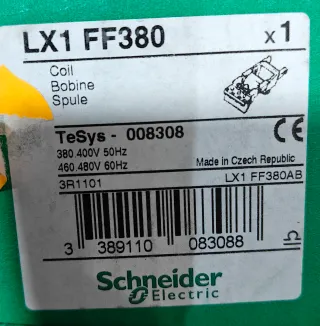 LX1 FF380 x1
Coil
Bobine
Spule
TeSys - 008308
380.400V 50Hz
460.480V 60Hz
Made in Czech Republic
3R1101 LX1 FF380AB
3 389110 083088
Schneider
Electric